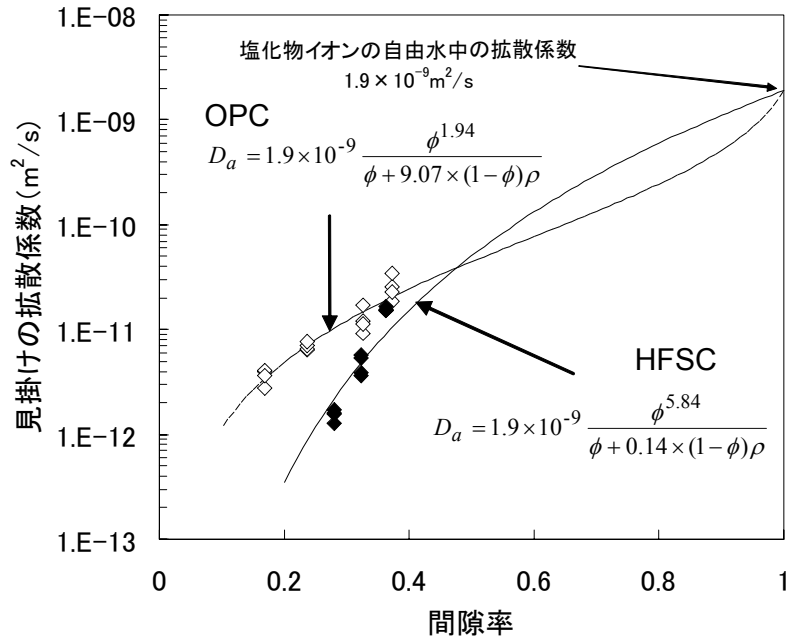 1.E-08
塩化物イオンの自由水中の拡散係数
1.9×10⁻⁹m²/s
1.E-09
OPC
D_a = 1.9×10⁻⁹ φ^1.94 / (φ + 9.07×(1−φ)ρ)
1.E-10
見掛けの拡散係数(m²/s)
1.E-11
HFSC
D_a = 1.9×10⁻⁹ φ^5.84 / (φ + 0.14×(1−φ)ρ)
1.E-12
1.E-13
0 0.2 0.4 0.6 0.8 1
間隙率